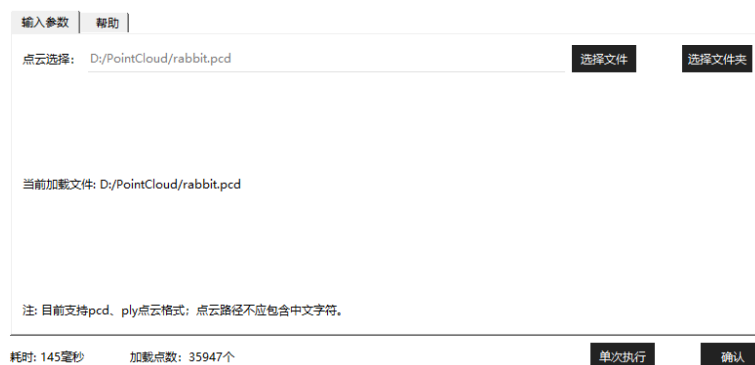 输入参数 帮助
点云选择: D:/PointCloud/rabbit.pcd 选择文件 选择文件夹
当前加载文件: D:/PointCloud/rabbit.pcd
注: 目前支持pcd、ply点云格式；点云路径不应包含中文字符。
耗时: 145毫秒 加载点数: 35947个 单次执行 确认